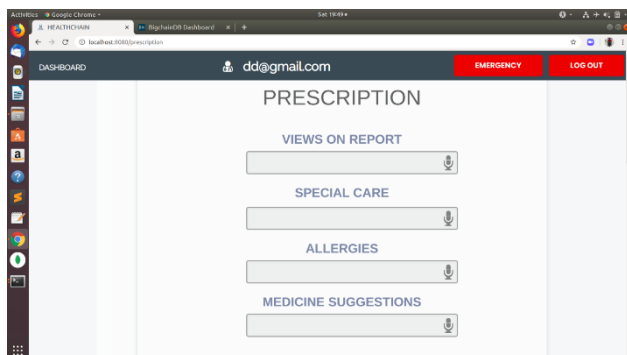 Activities Google Chrome Sat 19:49
HEALTHCHAIN BigchainDB Dashboard
localhost:8080/prescription
DASHBOARD dd@gmail.com EMERGENCY LOG OUT
PRESCRIPTION
VIEWS ON REPORT
SPECIAL CARE
ALLERGIES
MEDICINE SUGGESTIONS